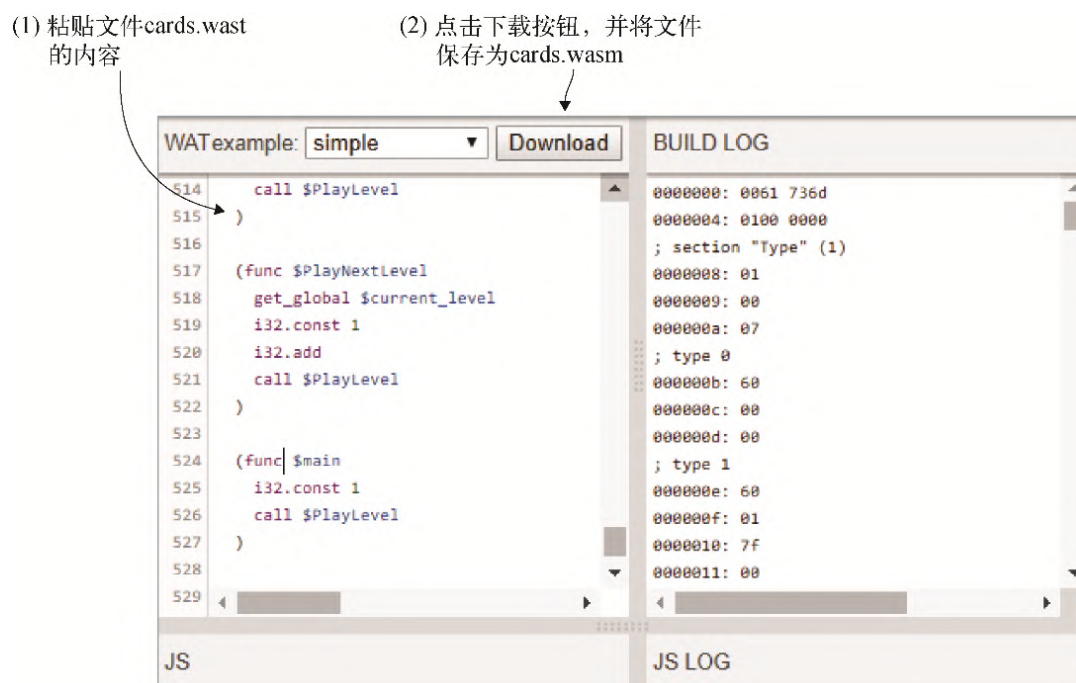 (1) 粘贴文件cards.wast
的内容
(2) 点击下载按钮，并将文件
保存为cards.wasm
WAT example: simple Download
514 call $PlayLevel
515 )
516
517 (func $PlayNextLevel
518 get_global $current_level
519 i32.const 1
520 i32.add
521 call $PlayLevel
522 )
523
524 (func $main
525 i32.const 1
526 call $PlayLevel
527 )
528
529
BUILD LOG
0000000: 0061 736d
0000004: 0100 0000
; section "Type" (1)
0000008: 01
0000009: 00
000000a: 07
; type 0
000000b: 60
000000c: 00
000000d: 00
; type 1
000000e: 60
000000f: 01
0000010: 7f
0000011: 00
JS
JS LOG